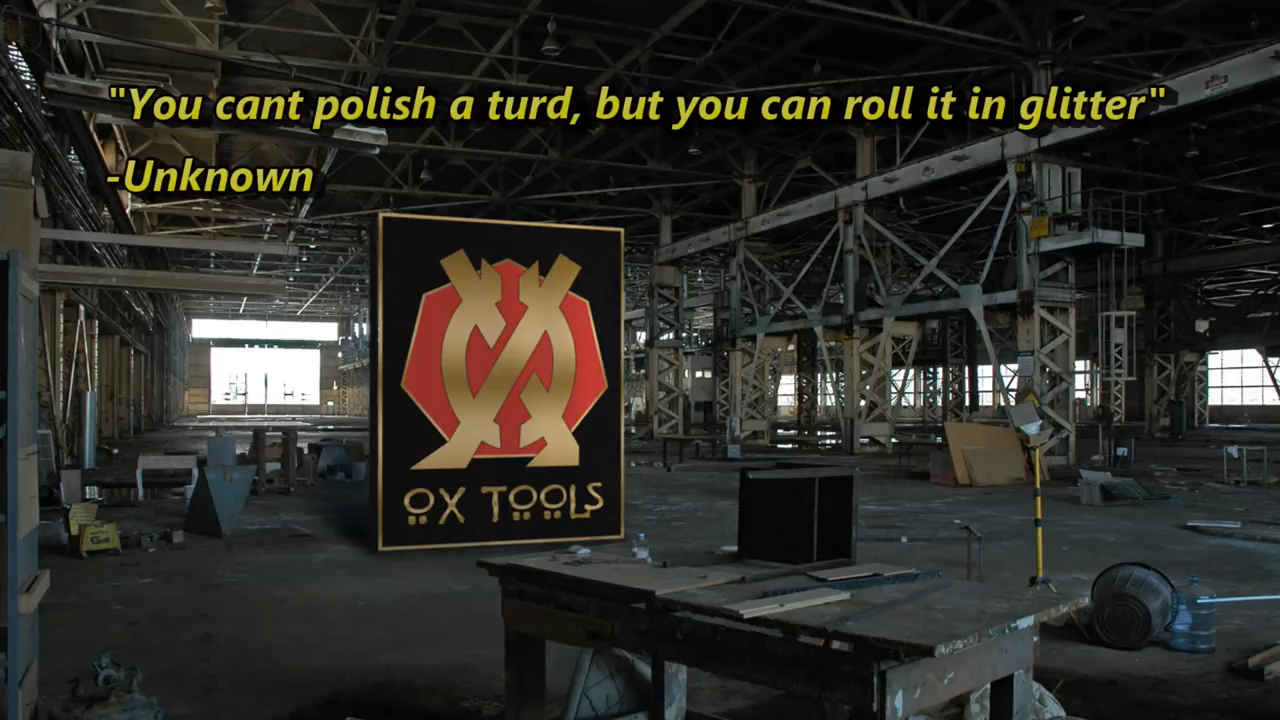 "You cant polish a turd, but you can roll it in glitter"
-Unknown
OX TOOLS